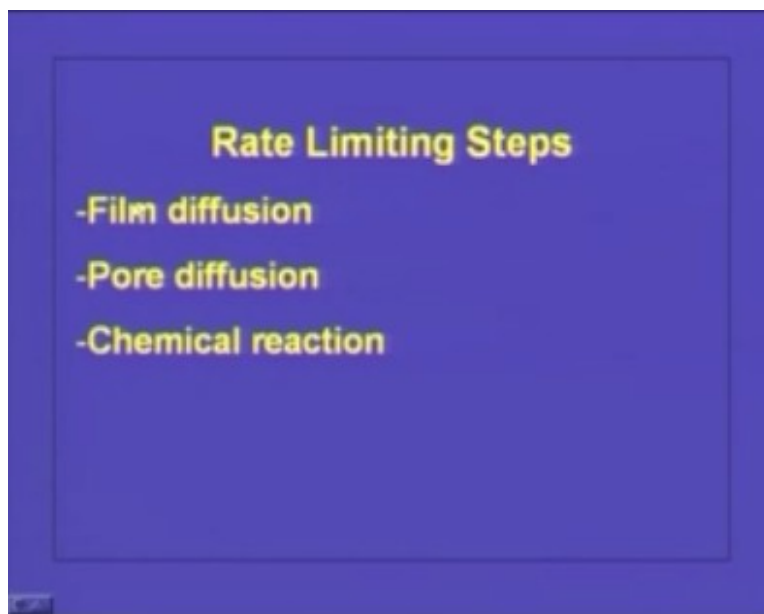 Rate Limiting Steps
-Film diffusion
-Pore diffusion
-Chemical reaction